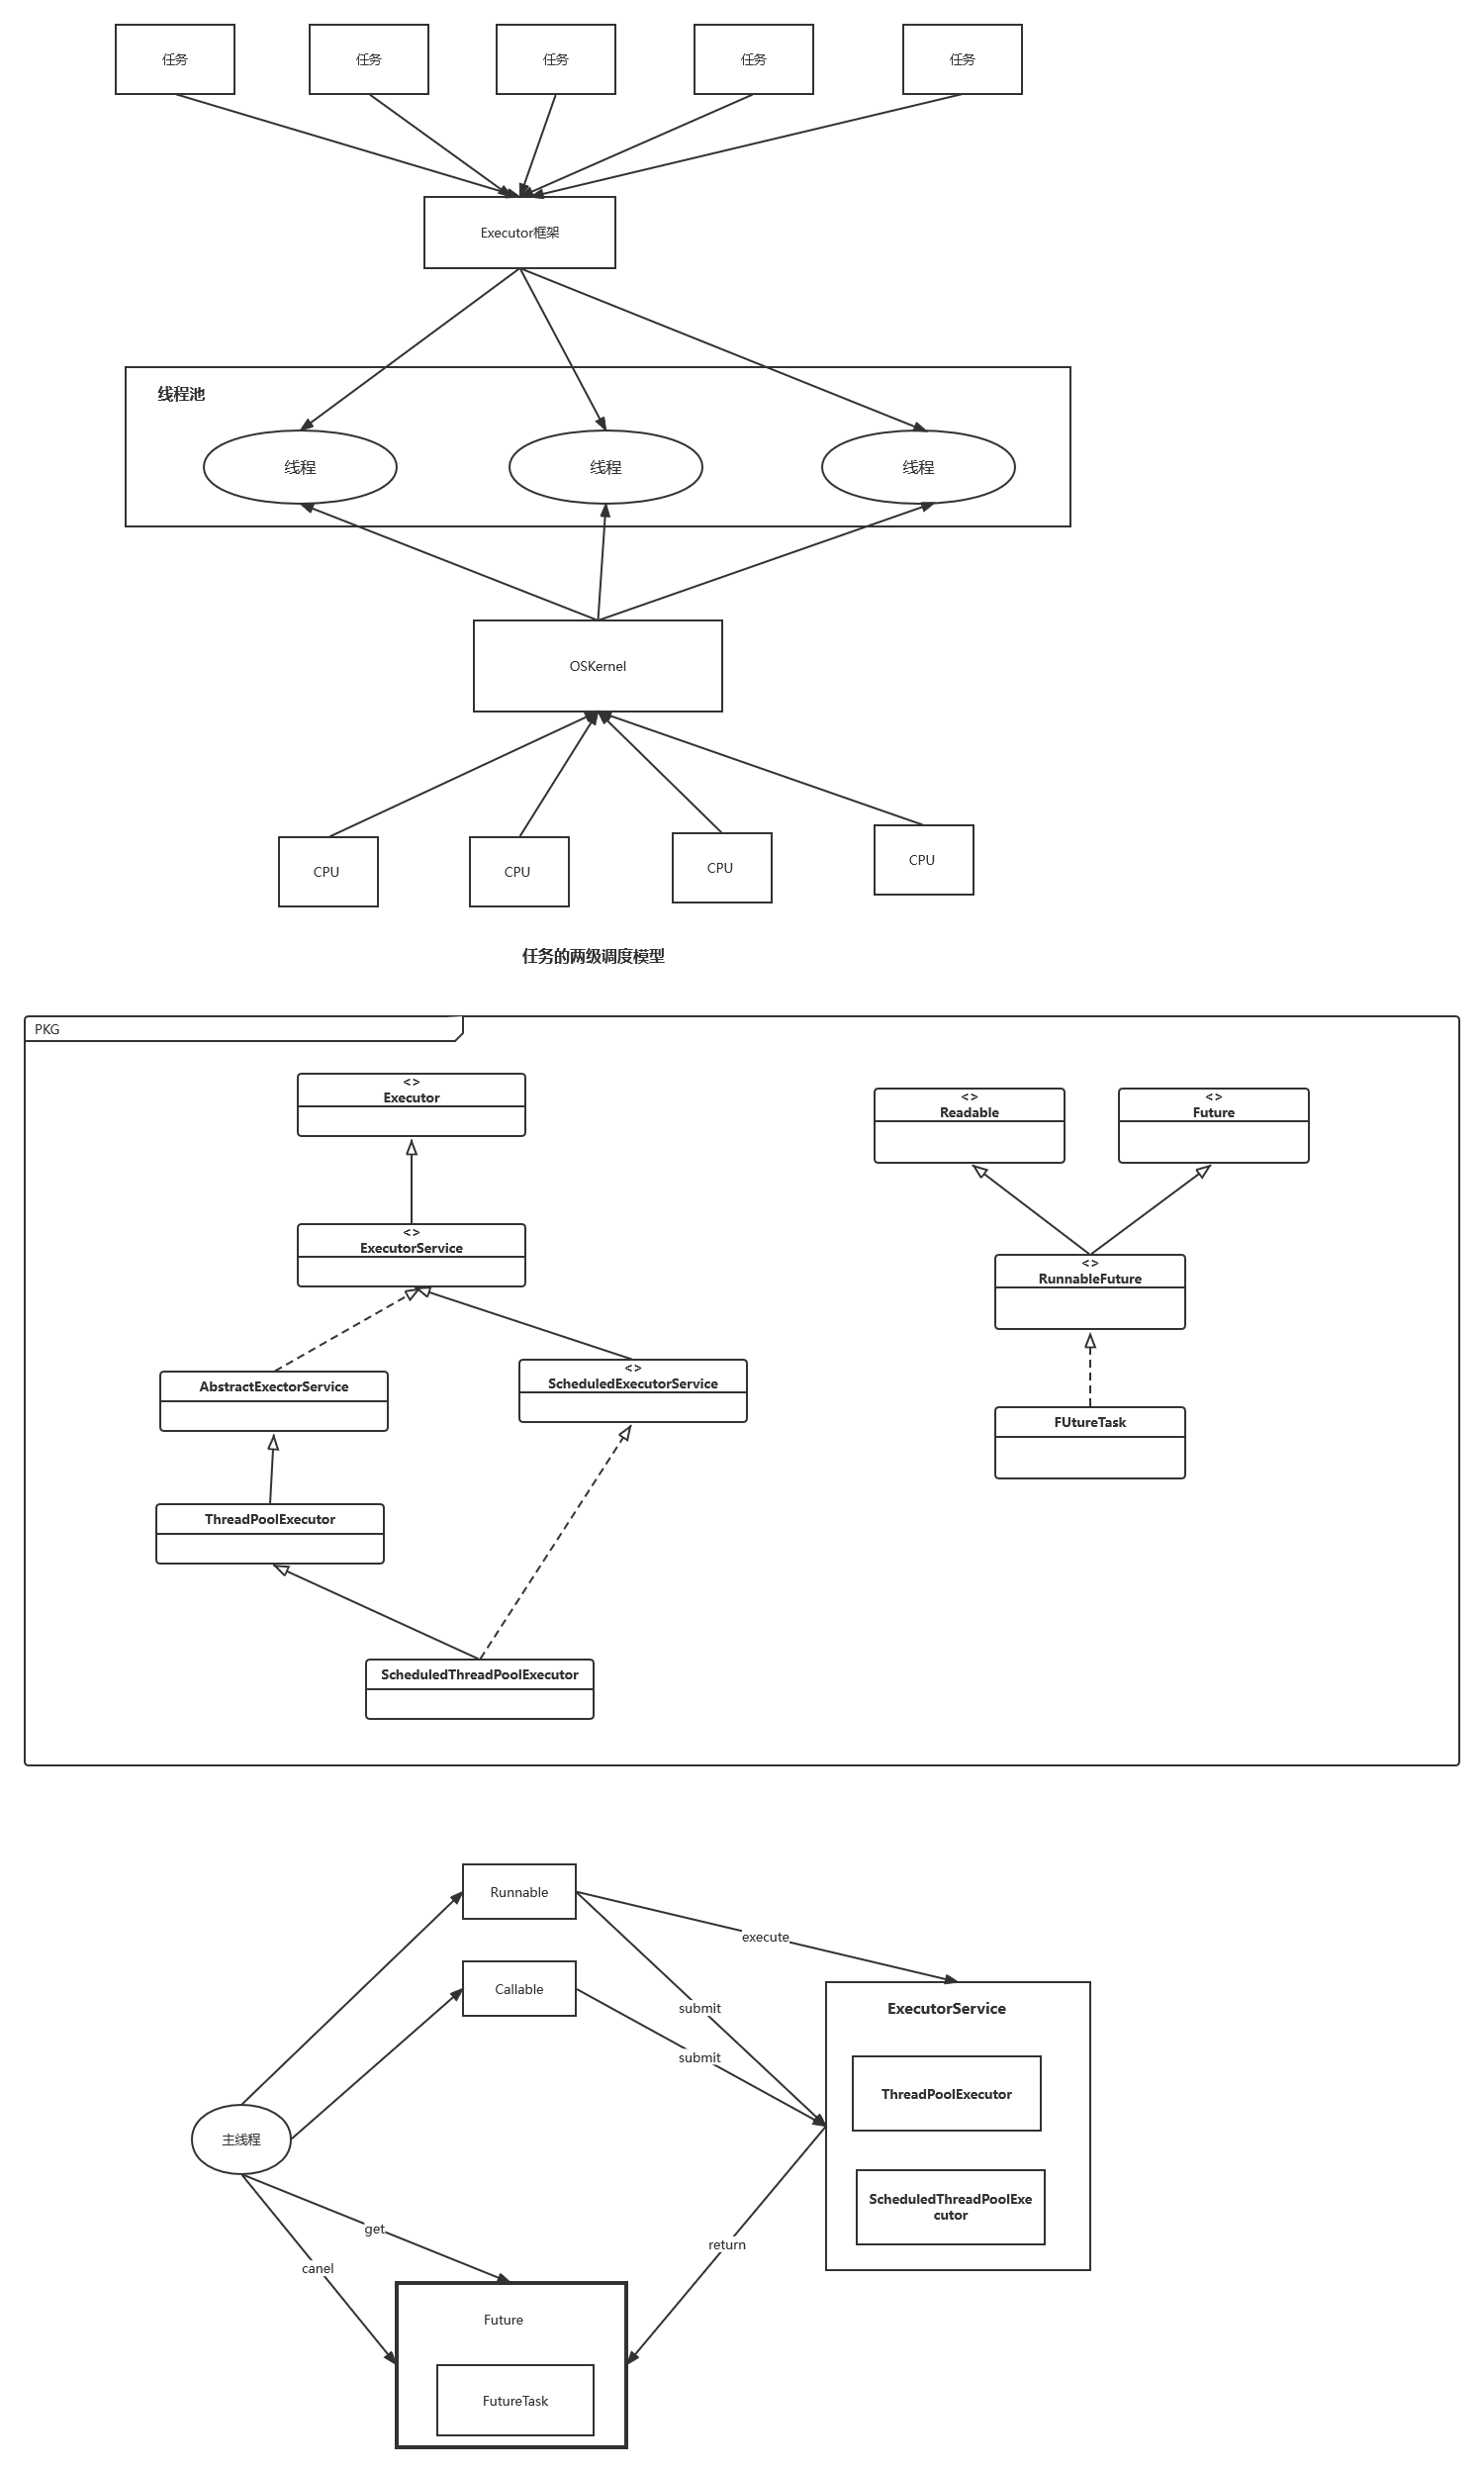 任务
任务
任务
任务
任务
Executor框架
线程池
线程
线程
线程
OSKernel
CPU
CPU
CPU
CPU
任务的两级调度模型
PKG
<>
Executor
<>
Readable
<>
Future
<>
ExecutorService
<>
RunnableFuture
AbstractExectorService
<>
ScheduledExecutorService
FUtureTask
ThreadPoolExecutor
ScheduledThreadPoolExecutor
Runnable
execute
Callable
submit
ExecutorService
submit
ThreadPoolExecutor
主线程
ScheduledThreadPoolExe
cutor
get
return
canel
Future
FutureTask